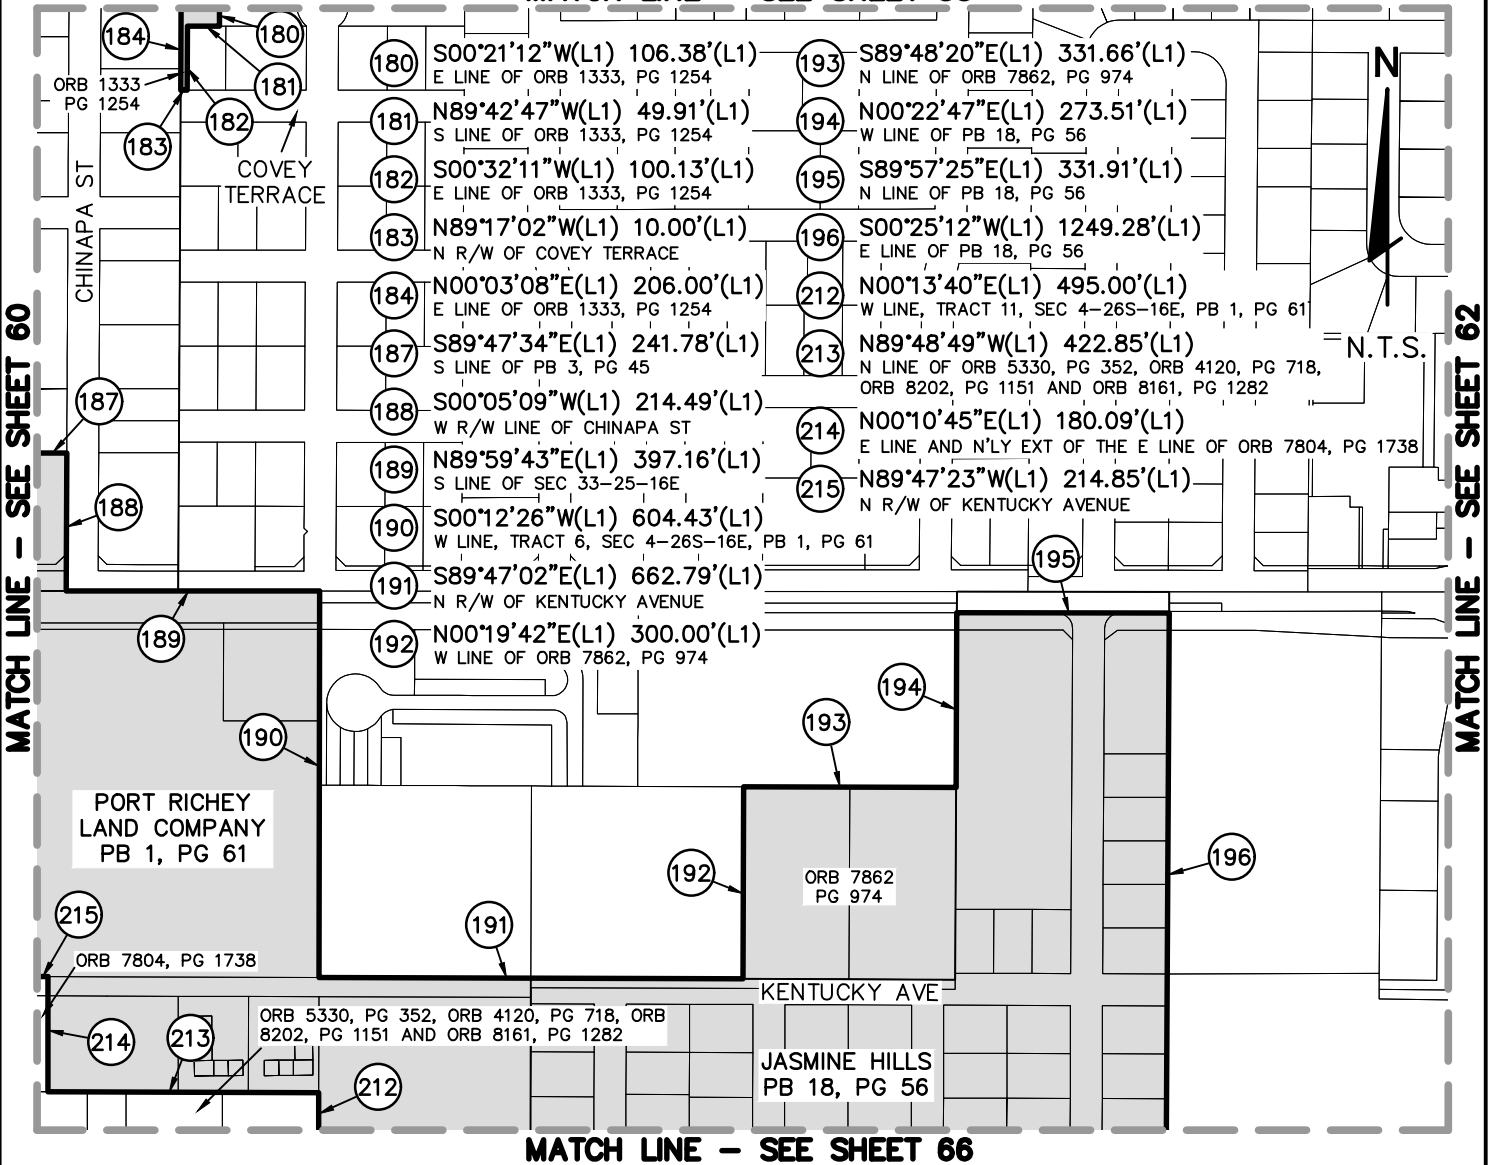 184
180
ORB 1333
PG 1254
181
182
183
COVEY
TERRACE
CHINAPA ST
180 S00°21'12"W(L1) 106.38'(L1)
E LINE OF ORB 1333, PG 1254
181 N89°42'47"W(L1) 49.91'(L1)
S LINE OF ORB 1333, PG 1254
182 S00°32'11"W(L1) 100.13'(L1)
E LINE OF ORB 1333, PG 1254
183 N89°17'02"W(L1) 10.00'(L1)
N R/W OF COVEY TERRACE
184 N00°03'08"E(L1) 206.00'(L1)
E LINE OF ORB 1333, PG 1254
187 S89°47'34"E(L1) 241.78'(L1)
S LINE OF PB 3, PG 45
188 S00°05'09"W(L1) 214.49'(L1)
W R/W LINE OF CHINAPA ST
189 N89°59'43"E(L1) 397.16'(L1)
S LINE OF SEC 33-25-16E
190 S00°12'26"W(L1) 604.43'(L1)
W LINE, TRACT 6, SEC 4-26S-16E, PB 1, PG 61
191 S89°47'02"E(L1) 662.79'(L1)
N R/W OF KENTUCKY AVENUE
192 N00°19'42"E(L1) 300.00'(L1)
W LINE OF ORB 7862, PG 974
193 S89°48'20"E(L1) 331.66'(L1)
N LINE OF ORB 7862, PG 974
194 N00°22'47"E(L1) 273.51'(L1)
W LINE OF PB 18, PG 56
195 S89°57'25"E(L1) 331.91'(L1)
N LINE OF PB 18, PG 56
196 S00°25'12"W(L1) 1249.28'(L1)
E LINE OF PB 18, PG 56
212 N00°13'40"E(L1) 495.00'(L1)
W LINE, TRACT 11, SEC 4-26S-16E, PB 1, PG 61
213 N89°48'49"W(L1) 422.85'(L1)
N LINE OF ORB 5330, PG 352, ORB 4120, PG 718,
ORB 8202, PG 1151 AND ORB 8161, PG 1282
214 N00°10'45"E(L1) 180.09'(L1)
E LINE AND N'LY EXT OF THE E LINE OF ORB 7804, PG 1738
215 N89°47'23"W(L1) 214.85'(L1)
N R/W OF KENTUCKY AVENUE
N
N.T.S.
MATCH LINE - SEE SHEET 60
MATCH LINE - SEE SHEET 62
187
188
189
190
195
194
193
192
191
196
PORT RICHEY
LAND COMPANY
PB 1, PG 61
ORB 7862
PG 974
215
ORB 7804, PG 1738
KENTUCKY AVE
ORB 5330, PG 352, ORB 4120, PG 718, ORB
8202, PG 1151 AND ORB 8161, PG 1282
214
213
212
JASMINE HILLS
PB 18, PG 56
MATCH LINE - SEE SHEET 66